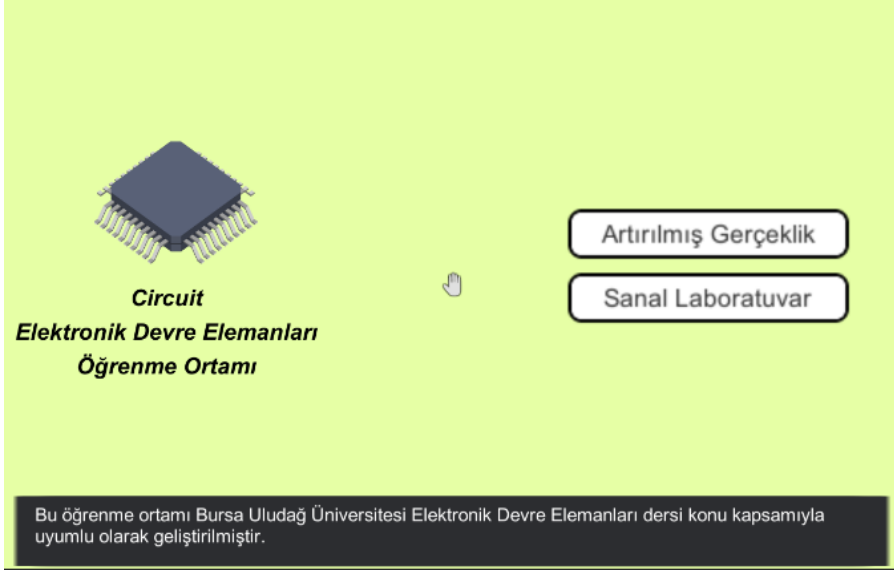 Circuit
Elektronik Devre Elemanları
Öğrenme Ortamı
Artırılmış Gerçeklik
Sanal Laboratuvar
Bu öğrenme ortamı Bursa Uludağ Üniversitesi Elektronik Devre Elemanları dersi konu kapsamıyla
uyumlu olarak geliştirilmiştir.